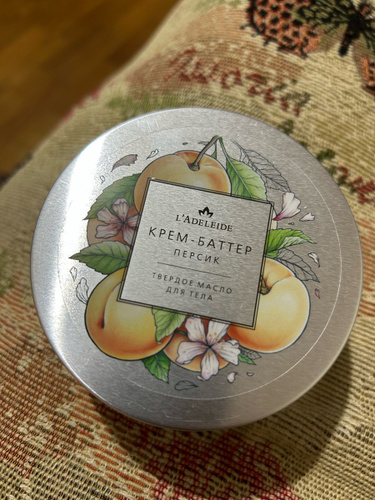 L'ADELEIDE
КРЕМ-БАТТЕР
ПЕРСИК
ТВЕРДОЕ МАСЛО
ДЛЯ ТЕЛА